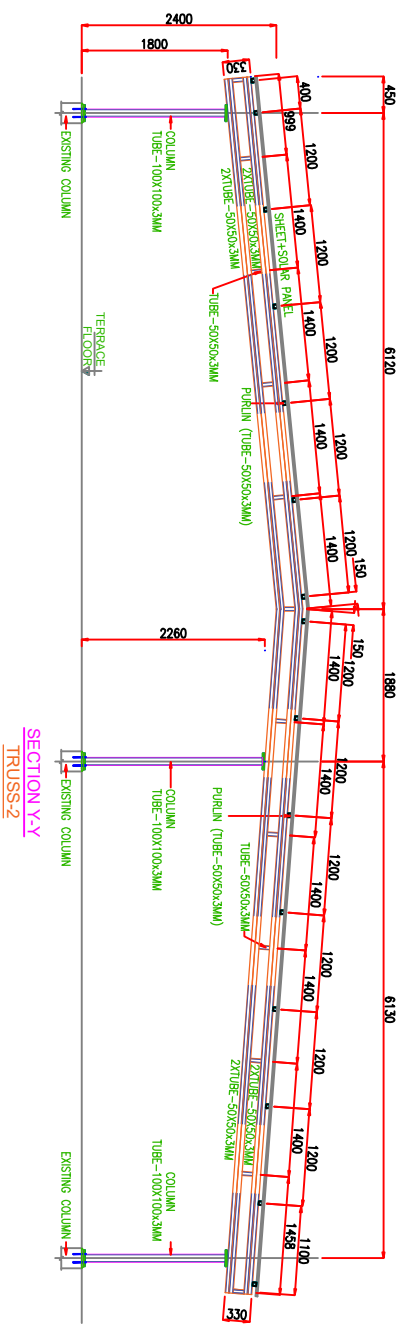 450
6120
1880
6130
400
1200
1200
1200
1200
1200
150
150
1200
1200
1200
1200
1200
1200
1100
999
1400
1400
1400
1400
1400
1400
1400
1400
1400
1458
330
330
SHEET+SOLAR PANEL
2XTUBE-50X50x3MM
2XTUBE-50X50x3MM
TUBE-50X50x3MM
PURLIN (TUBE-50X50x3MM)
TUBE-50X50x3MM
PURLIN (TUBE-50X50x3MM)
2XTUBE-50X50x3MM
2XTUBE-50X50x3MM
2400
1800
2260
COLUMN
TUBE-100X100x3MM
COLUMN
TUBE-100X100x3MM
COLUMN
TUBE-100X100x3MM
TERRACE
FLOOR
EXISTING COLUMN
EXISTING COLUMN
EXISTING COLUMN
SECTION Y-Y
TRUSS-2